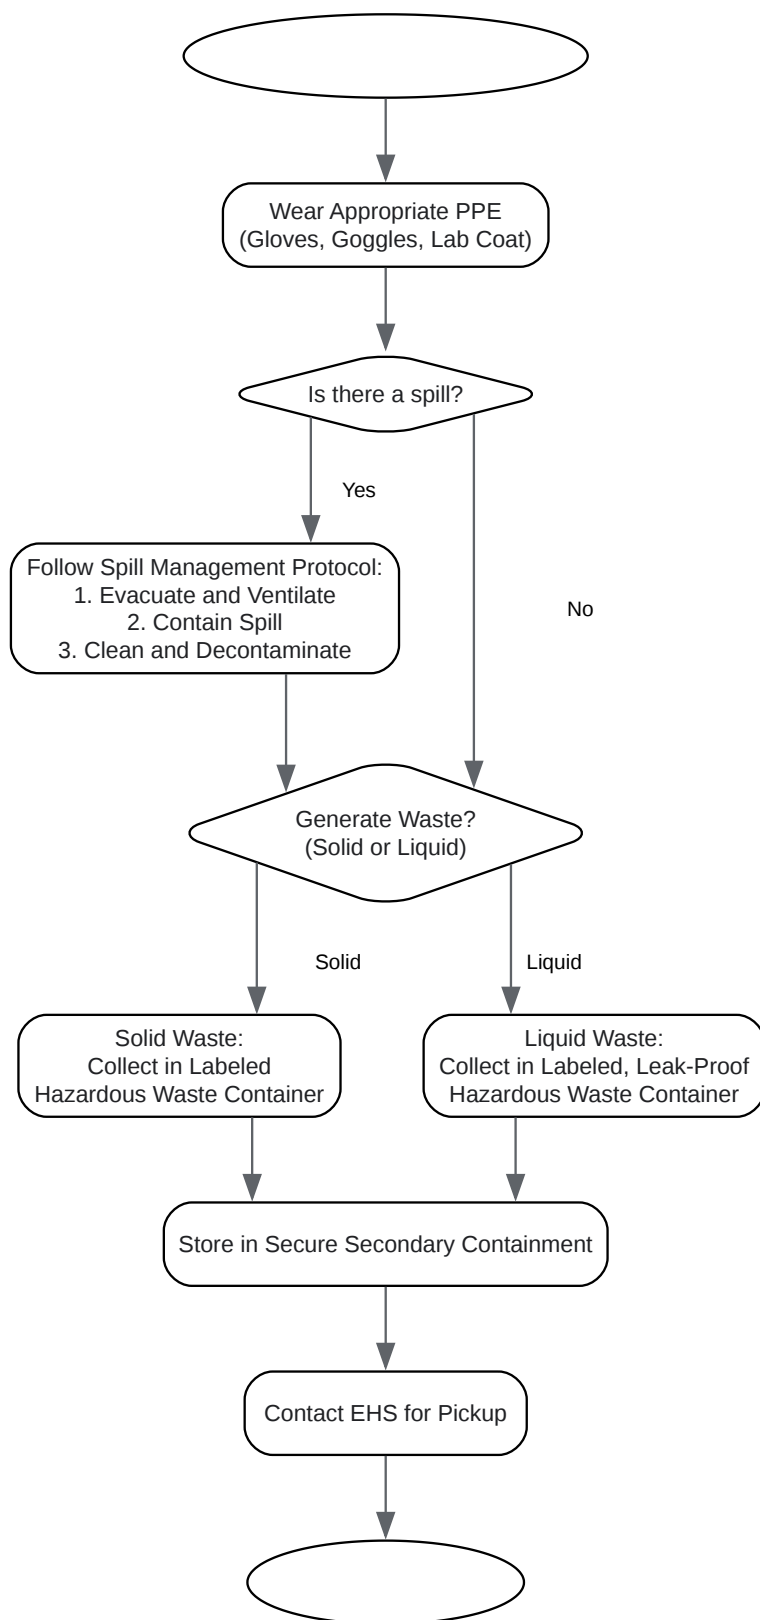 Wear Appropriate PPE
(Gloves, Goggles, Lab Coat)
Is there a spill?
Yes
Follow Spill Management Protocol:
1. Evacuate and Ventilate
2. Contain Spill
3. Clean and Decontaminate
No
Generate Waste?
(Solid or Liquid)
Solid
Liquid
Solid Waste:
Collect in Labeled
Hazardous Waste Container
Liquid Waste:
Collect in Labeled, Leak-Proof
Hazardous Waste Container
Store in Secure Secondary Containment
Contact EHS for Pickup